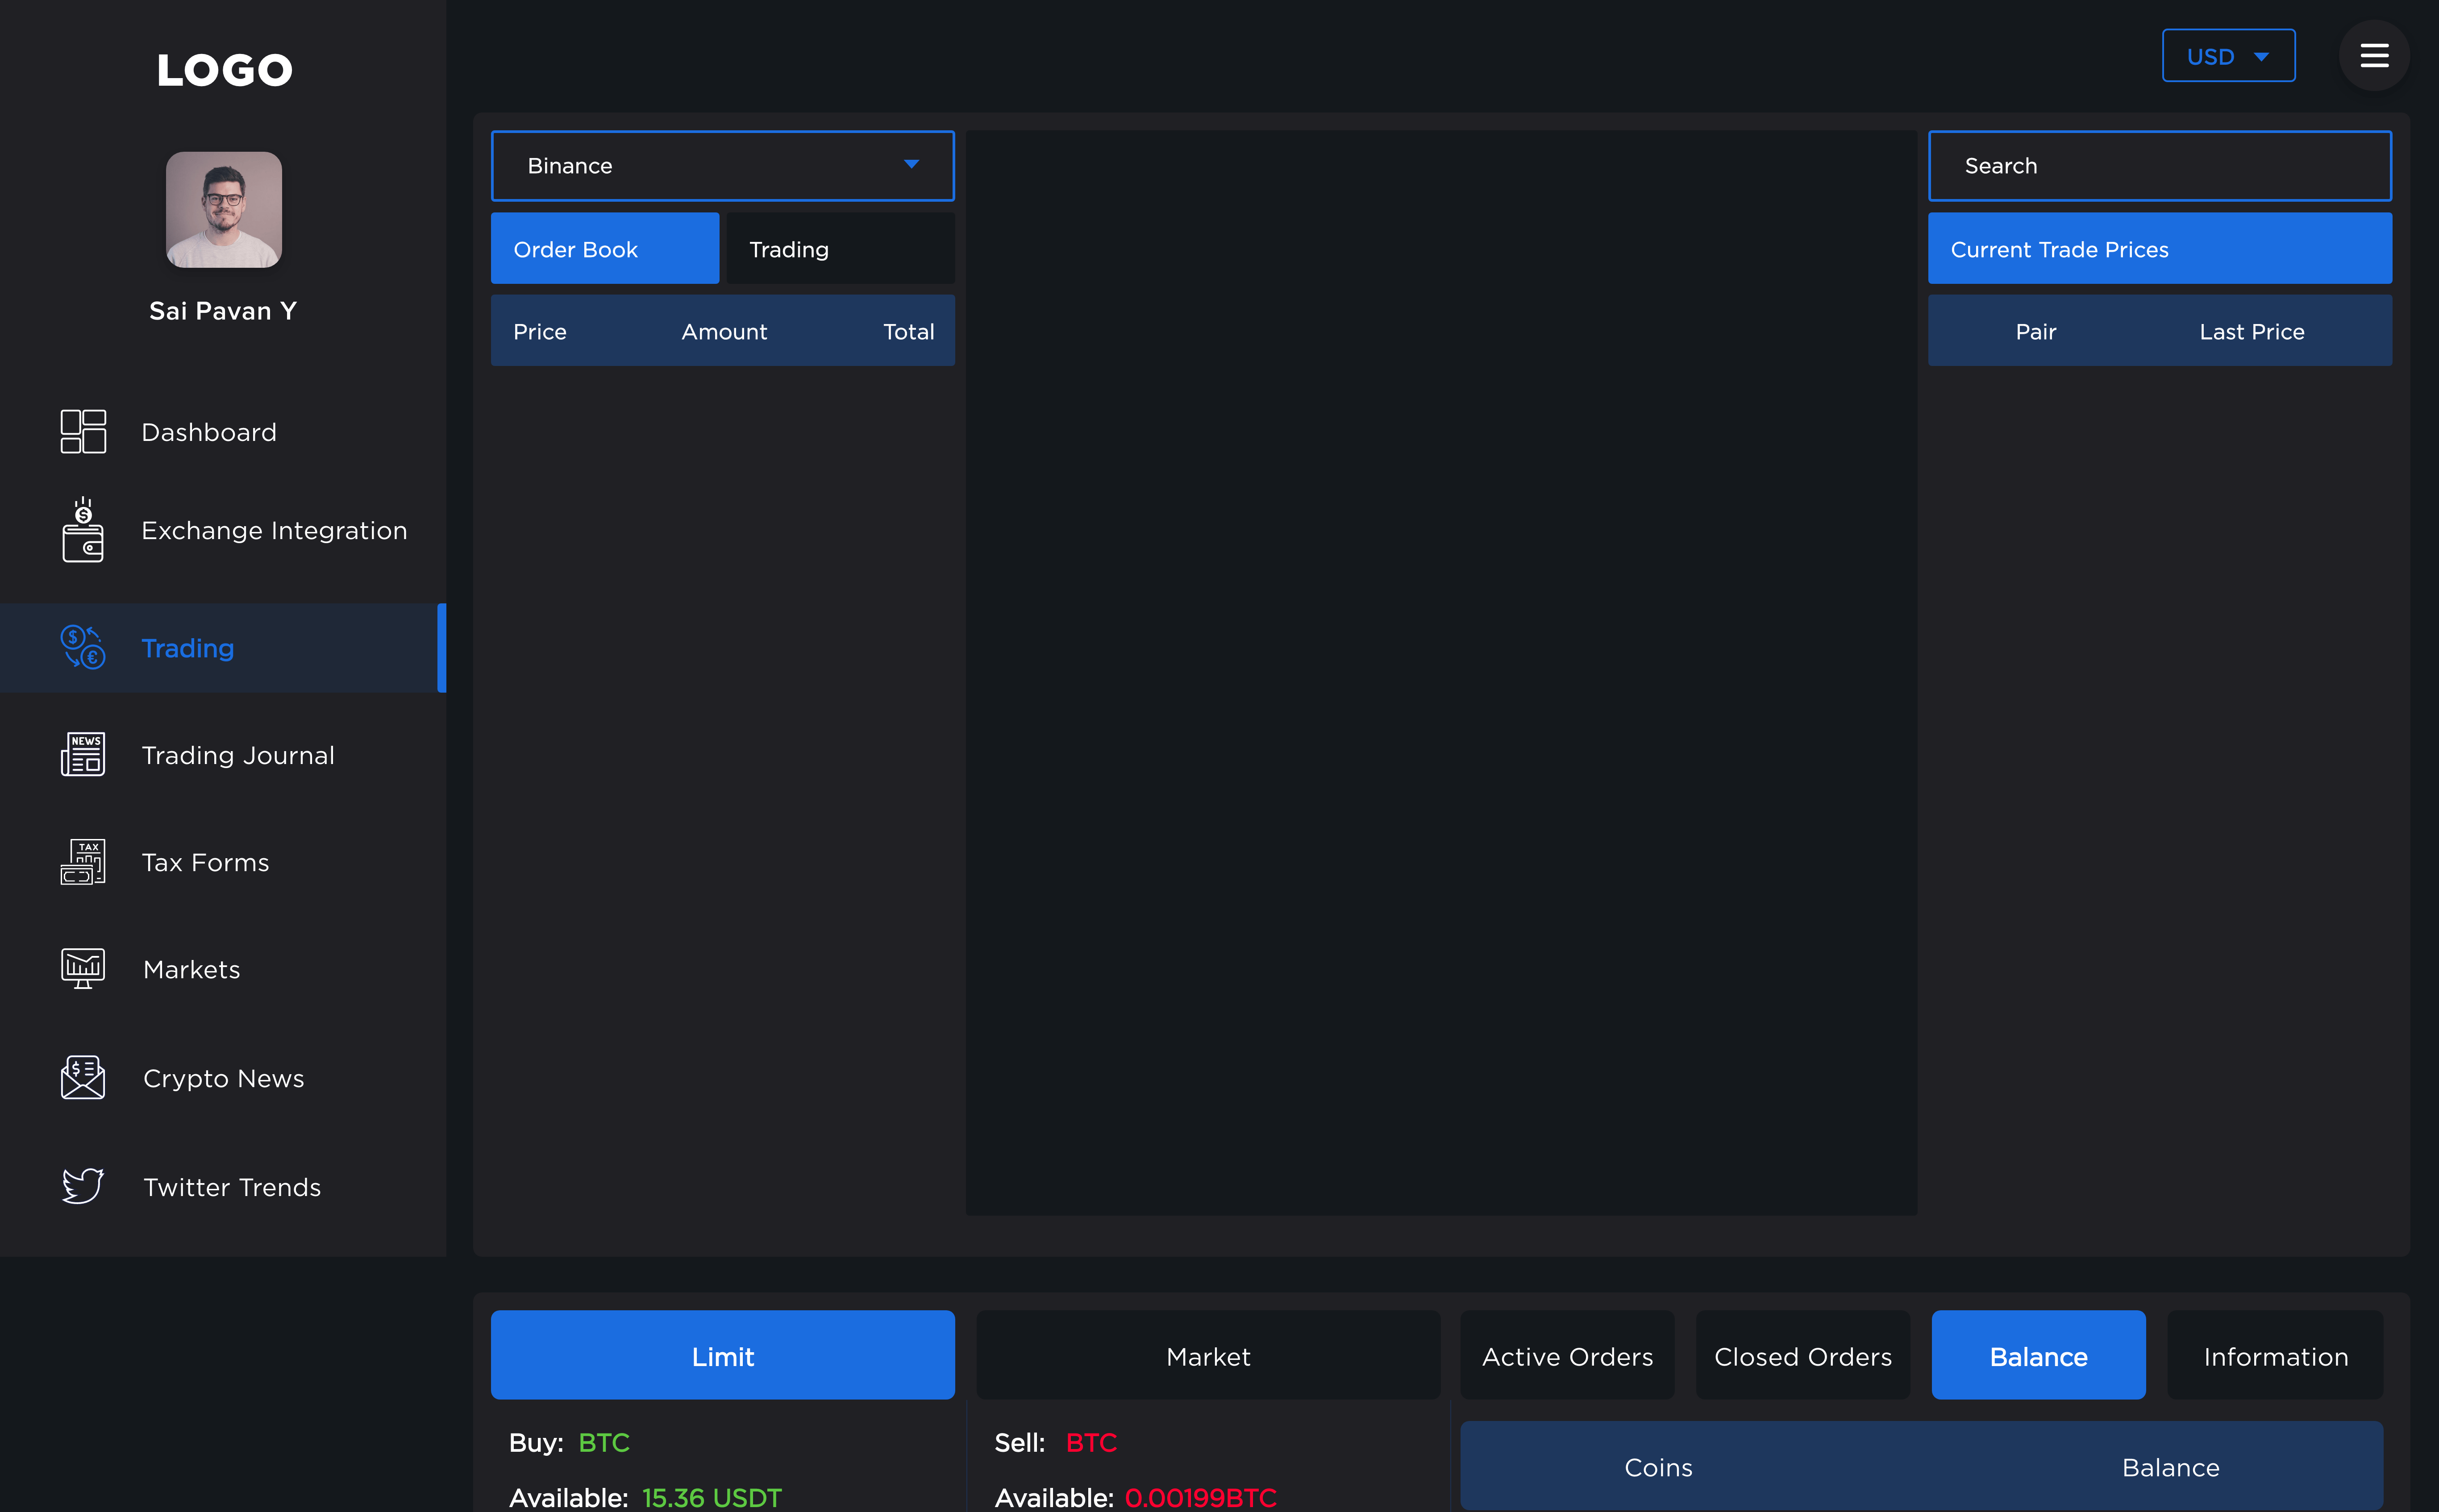 LOGO
Sai Pavan Y
Dashboard
Exchange Integration
Trading
NEWS
Trading Journal
TAX
Tax Forms
Markets
Crypto News
Twitter Trends
USD
Binance
Order Book Trading
Price Amount Total
Search
Current Trade Prices
Pair Last Price
Limit Market Active Orders Closed Orders Balance Information
Buy: BTC
Available: 15.36 USDT
Sell: BTC
Available: 0.00199BTC
Coins Balance